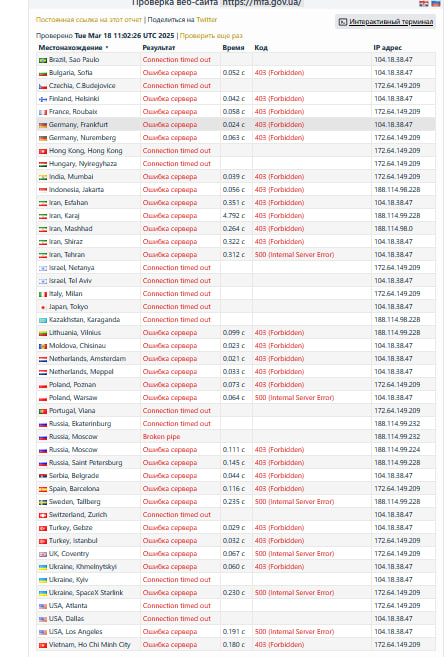 Проверка веб-сайта https://mfa.gov.ua/
Постоянная ссылка на этот отчет | Поделиться на Twitter
Интерактивный терминал
Проверено Tue Mar 18 11:02:26 UTC 2025 | Проверить еще раз
Местонахождение Результат Время Код IP адрес
Brazil, Sao Paulo Connection timed out 104.18.38.47
Bulgaria, Sofia Ошибка сервера 0.052 с 403 (Forbidden) 104.18.38.47
Czechia, C.Budejovice Connection timed out 172.64.149.209
Finland, Helsinki Ошибка сервера 0.042 с 403 (Forbidden) 104.18.38.47
France, Roubaix Ошибка сервера 0.058 с 403 (Forbidden) 172.64.149.209
Germany, Frankfurt Ошибка сервера 0.024 с 403 (Forbidden) 104.18.38.47
Germany, Nuremberg Ошибка сервера 0.063 с 403 (Forbidden) 172.64.149.209
Hong Kong, Hong Kong Connection timed out 172.64.149.209
Hungary, Nyiregyhaza Connection timed out 172.64.149.209
India, Mumbai Ошибка сервера 0.039 с 403 (Forbidden) 172.64.149.209
Indonesia, Jakarta Ошибка сервера 0.056 с 403 (Forbidden) 188.114.98.228
Iran, Esfahan Ошибка сервера 0.351 с 403 (Forbidden) 104.18.38.47
Iran, Karaj Ошибка сервера 4.792 с 403 (Forbidden) 188.114.99.228
Iran, Mashhad Ошибка сервера 0.264 с 403 (Forbidden) 188.114.98.0
Iran, Shiraz Ошибка сервера 0.322 с 403 (Forbidden) 104.18.38.47
Iran, Tehran Ошибка сервера 0.312 с 500 (Internal Server Error) 104.18.38.47
Israel, Netanya Connection timed out 172.64.149.209
Israel, Tel Aviv Connection timed out 104.18.38.47
Italy, Milan Connection timed out 172.64.149.209
Japan, Tokyo Connection timed out 104.18.38.47
Kazakhstan, Karaganda Connection timed out 188.114.98.228
Lithuania, Vilnius Ошибка сервера 0.099 с 403 (Forbidden) 188.114.99.228
Moldova, Chisinau Ошибка сервера 0.023 с 403 (Forbidden) 104.18.38.47
Netherlands, Amsterdam Ошибка сервера 0.021 с 403 (Forbidden) 104.18.38.47
Netherlands, Meppel Ошибка сервера 0.033 с 403 (Forbidden) 104.18.38.47
Poland, Poznan Ошибка сервера 0.073 с 403 (Forbidden) 172.64.149.209
Poland, Warsaw Ошибка сервера 0.064 с 500 (Internal Server Error) 104.18.38.47
Portugal, Viana Connection timed out 172.64.149.209
Russia, Ekaterinburg Connection timed out 188.114.99.232
Russia, Moscow Broken pipe 188.114.99.232
Russia, Moscow Ошибка сервера 0.111 с 403 (Forbidden) 188.114.99.224
Russia, Saint Petersburg Ошибка сервера 0.145 с 403 (Forbidden) 188.114.99.228
Serbia, Belgrade Ошибка сервера 0.044 с 403 (Forbidden) 104.18.38.47
Spain, Barcelona Ошибка сервера 0.116 с 403 (Forbidden) 172.64.149.209
Sweden, Tallberg Ошибка сервера 0.235 с 500 (Internal Server Error) 188.114.99.228
Switzerland, Zurich Connection timed out 104.18.38.47
Turkey, Gebze Ошибка сервера 0.029 с 403 (Forbidden) 104.18.38.47
Turkey, Istanbul Ошибка сервера 0.032 с 403 (Forbidden) 172.64.149.209
UK, Coventry Ошибка сервера 0.067 с 500 (Internal Server Error) 172.64.149.209
Ukraine, Khmelnytskyi Ошибка сервера 0.060 с 403 (Forbidden) 104.18.38.47
Ukraine, Kyiv Connection timed out 104.18.38.47
Ukraine, SpaceX Starlink Ошибка сервера 0.230 с 500 (Internal Server Error) 172.64.149.209
USA, Atlanta Connection timed out 172.64.149.209
USA, Dallas Connection timed out 104.18.38.47
USA, Los Angeles Ошибка сервера 0.191 с 500 (Internal Server Error) 104.18.38.47
Vietnam, Ho Chi Minh City Ошибка сервера 0.180 с 403 (Forbidden) 172.64.149.209